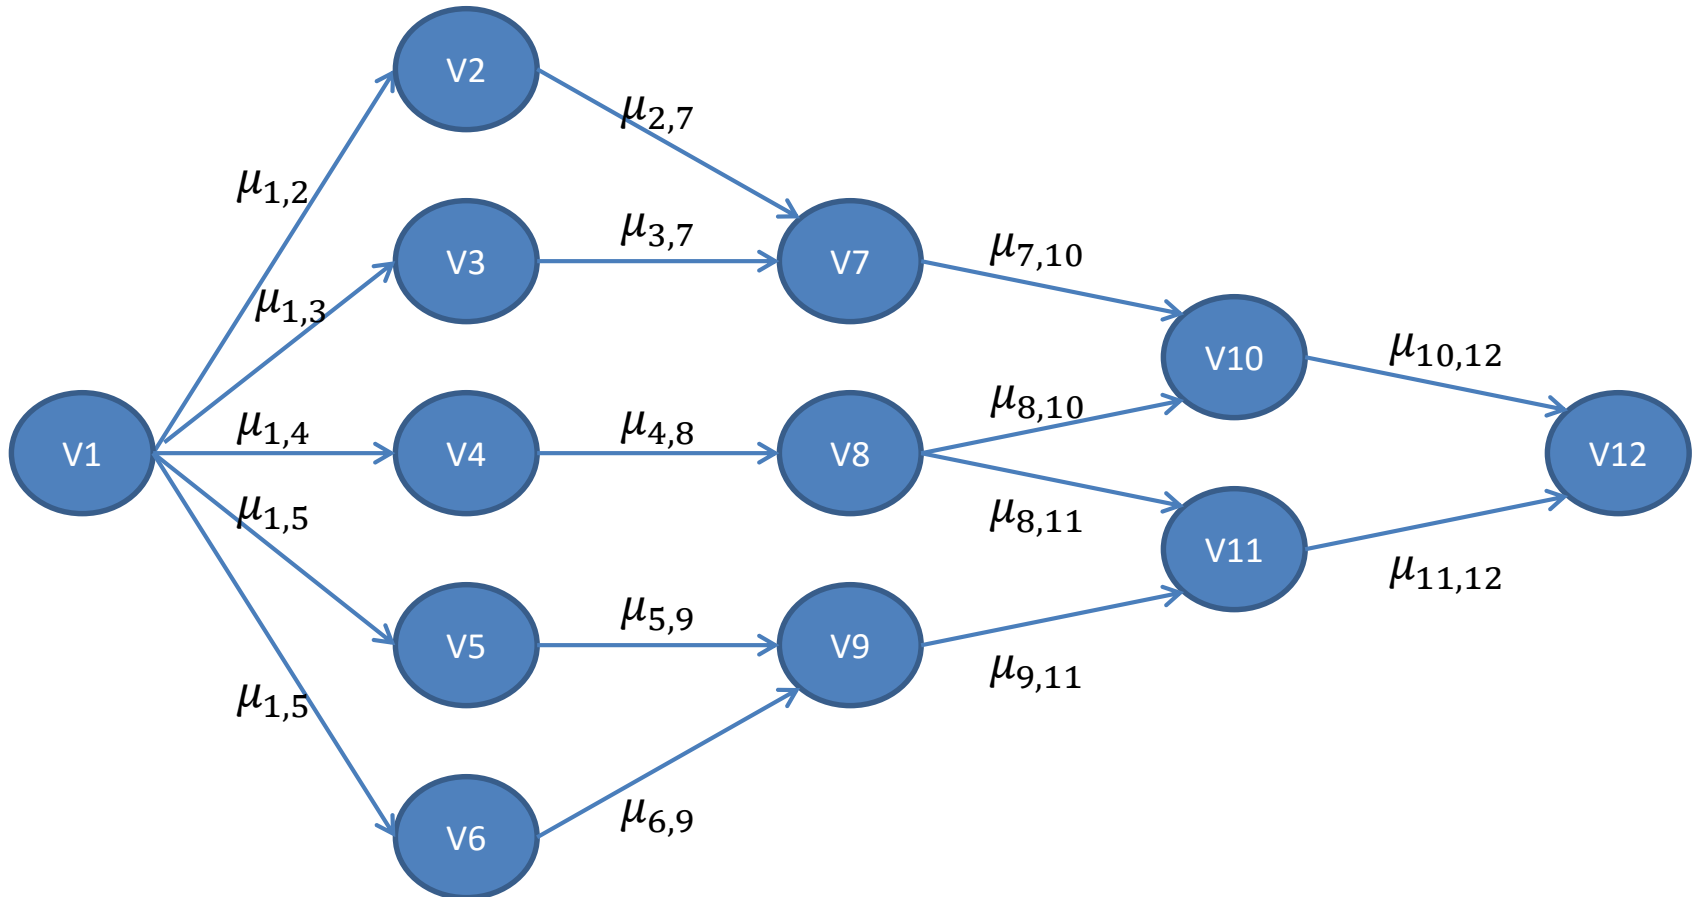 V2
μ2,7
μ1,2
V3
μ3,7
V7
μ7,10
μ1,3
V10
μ10,12
V1
μ1,4
V4
μ4,8
V8
μ8,10
V12
μ1,5
μ8,11
V11
μ11,12
V5
μ5,9
V9
μ9,11
μ1,5
V6
μ6,9